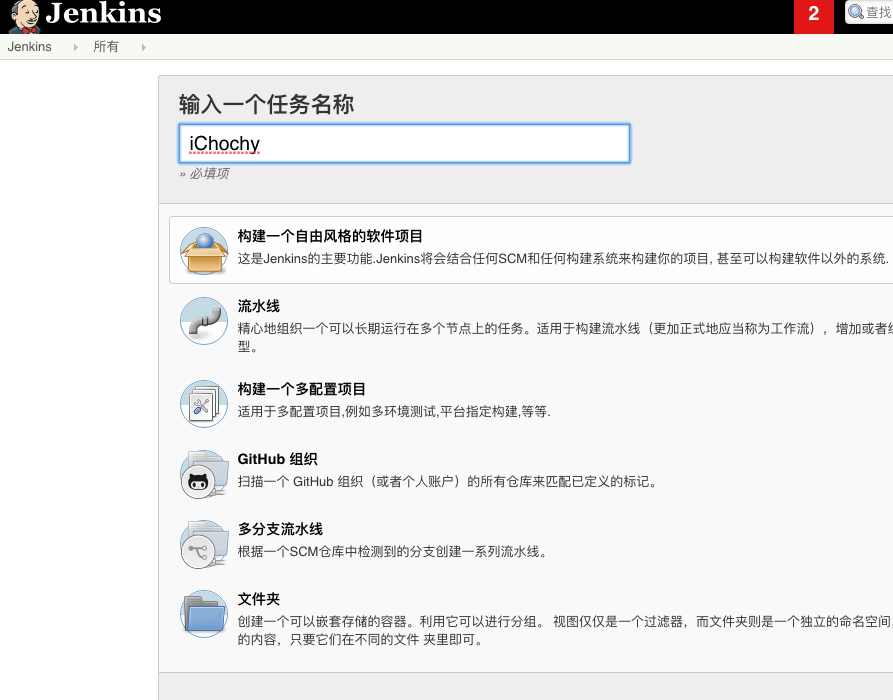 Jenkins
2
查找
Jenkins
所有
输入一个任务名称
iChochy
» 必填项
构建一个自由风格的软件项目
这是Jenkins的主要功能.Jenkins将会结合任何SCM和任何构建系统来构建你的项目, 甚至可以构建软件以外的系统.
流水线
精心地组织一个可以长期运行在多个节点上的任务。适用于构建流水线（更加正式地应当称为工作流），增加或者
型。
构建一个多配置项目
适用于多配置项目,例如多环境测试,平台指定构建,等等.
GitHub 组织
扫描一个 GitHub 组织（或者个人账户）的所有仓库来匹配已定义的标记。
多分支流水线
根据一个SCM仓库中检测到的分支创建一系列流水线。
文件夹
创建一个可以嵌套存储的容器。利用它可以进行分组。 视图仅仅是一个过滤器，而文件夹则是一个独立的命名空间，
的内容，只要它们在不同的文件 夹里即可。